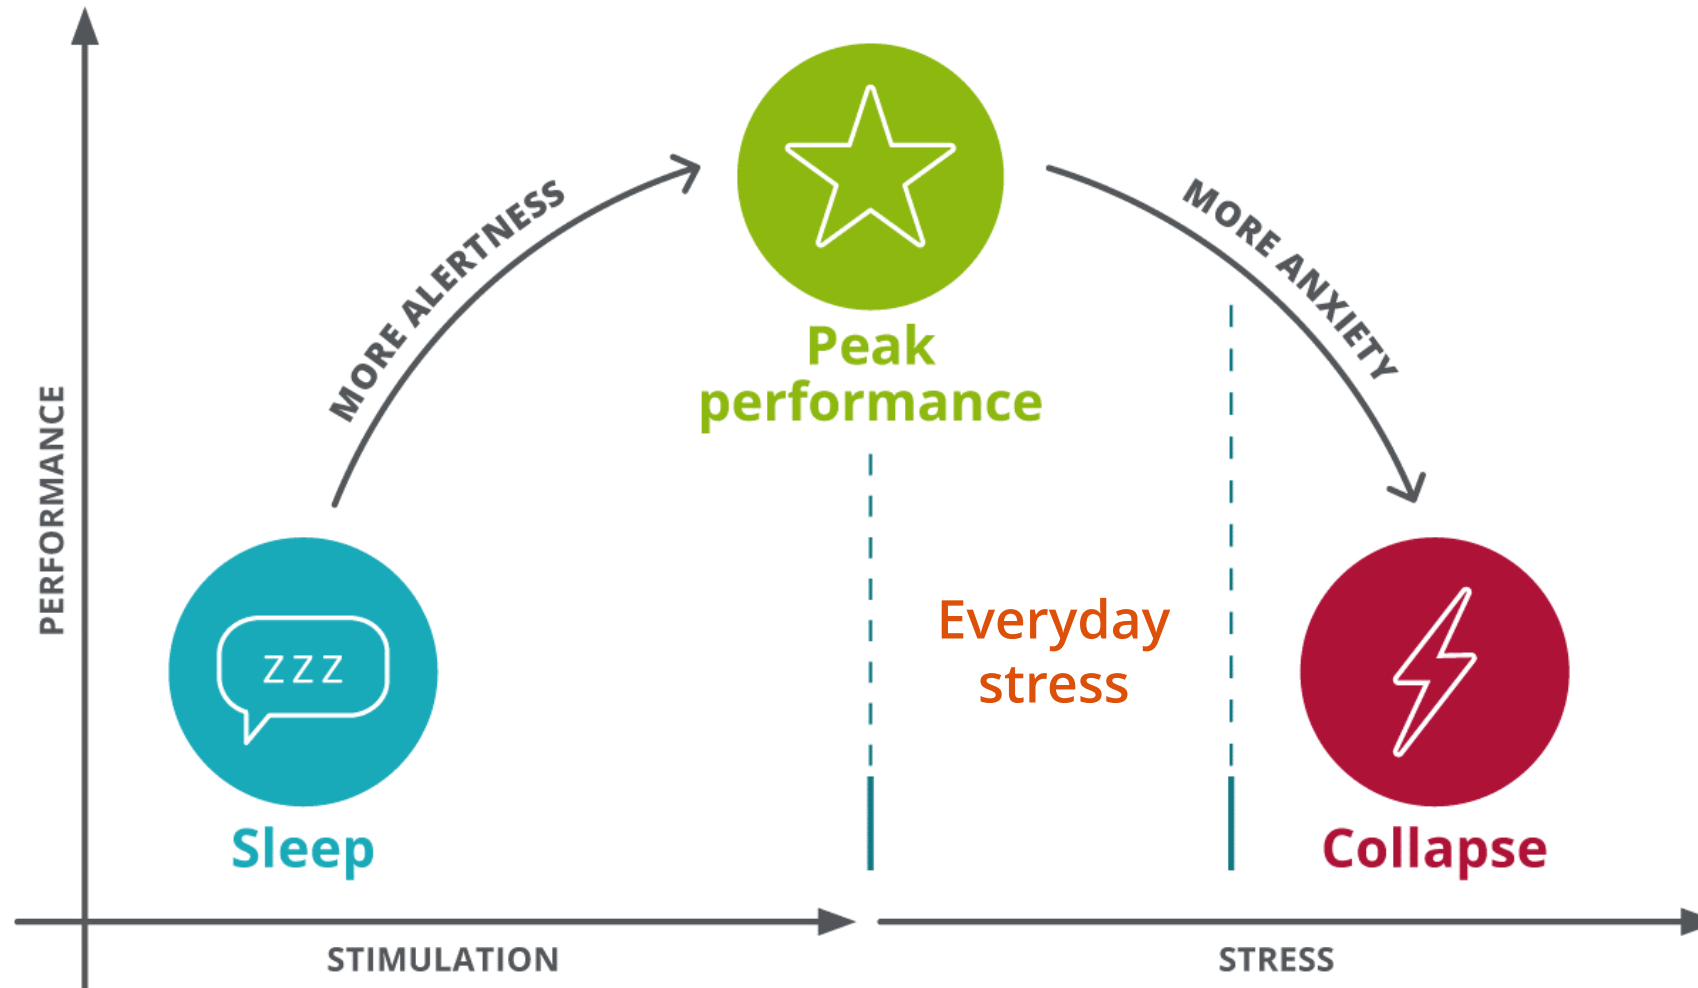 PERFORMANCE
MORE ALERTNESS
Peak
performance
MORE ANXIETY
zzz
Sleep
Everyday
stress
Collapse
STIMULATION
STRESS